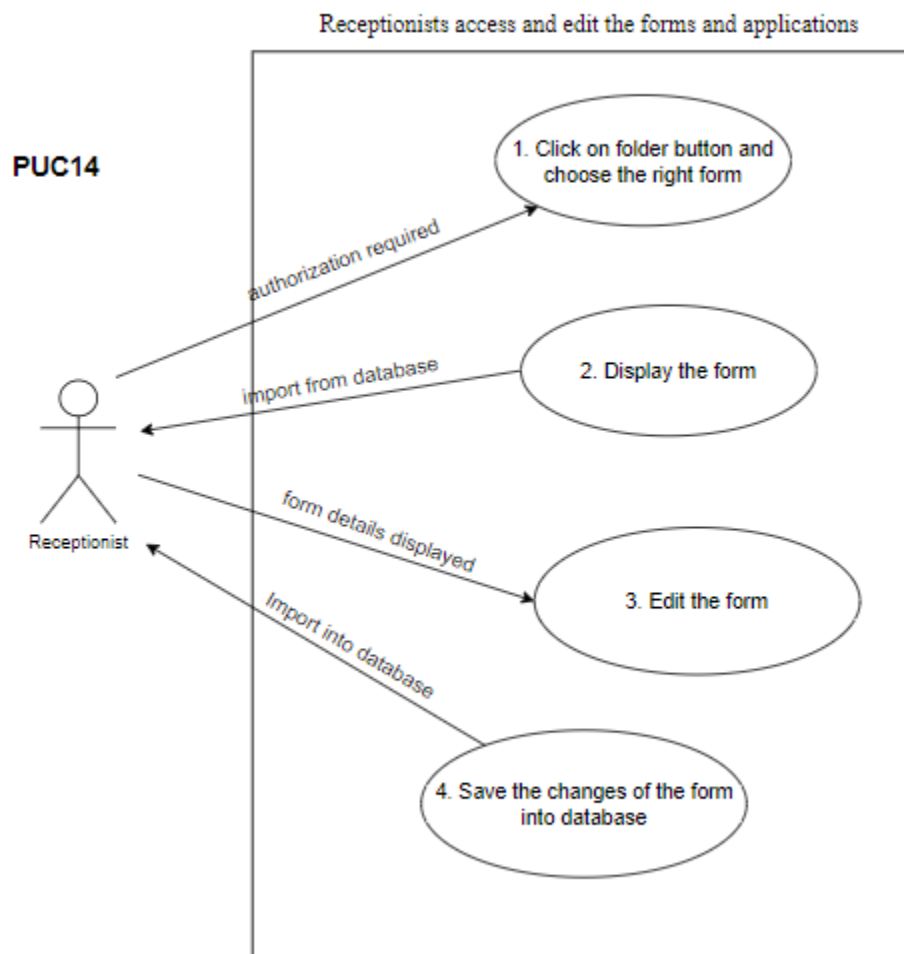 Receptionists access and edit the forms and applications
PUC14
1. Click on folder button and
choose the right form
authorization required
import from database
2. Display the form
form details displayed
Receptionist
3. Edit the form
Import into database
4. Save the changes of the form
into database